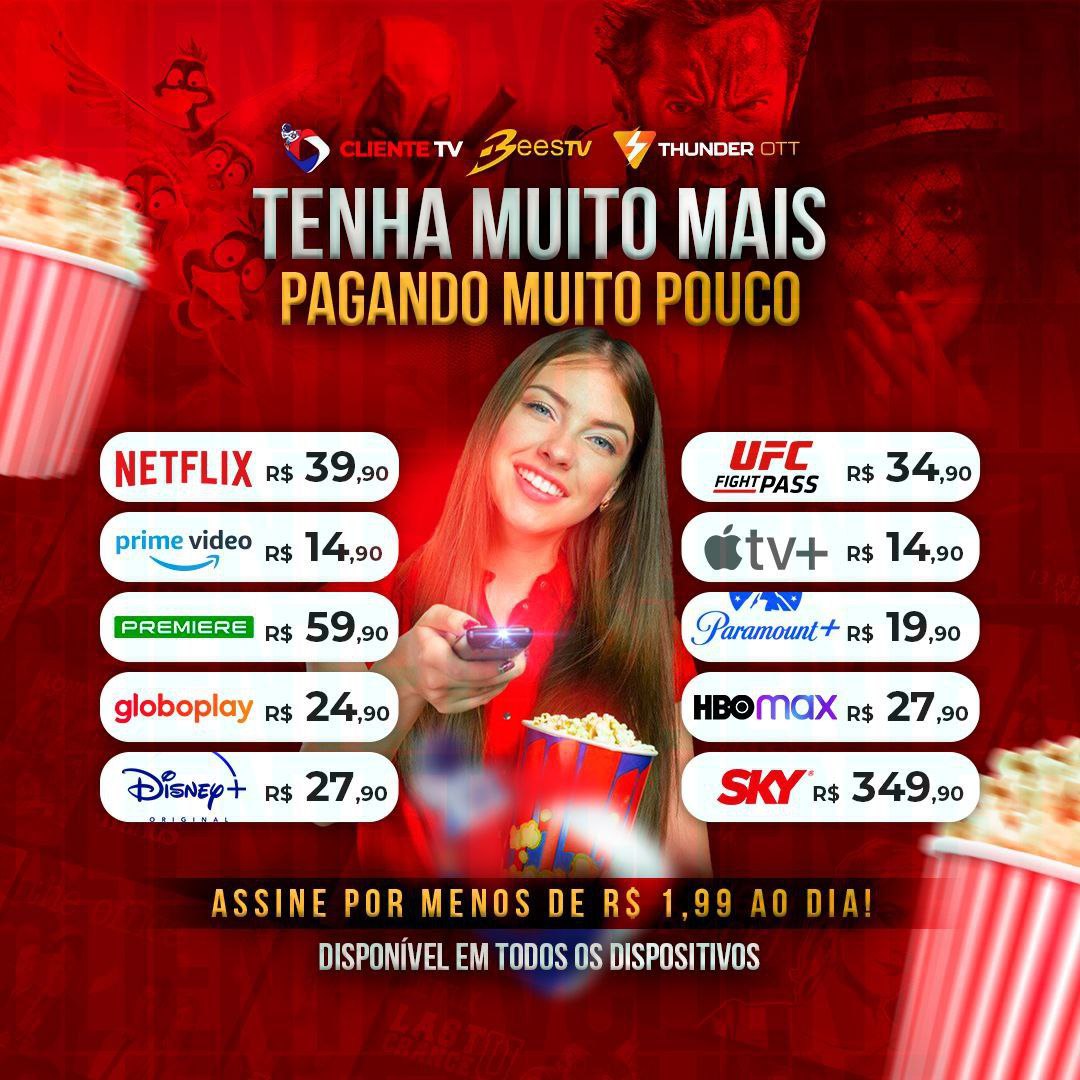 CLIENTE TV BeesTV THUNDER OTT
TENHA MUITO MAIS
PAGANDO MUITO POUCO
NETFLIX R$ 39,90
prime video R$ 14,90
PREMIERE R$ 59,90
globoplay R$ 24,90
Disney+ R$ 27,90
ORIGINAL
UFC FIGHT PASS R$ 34,90
tv+ R$ 14,90
Paramount+ R$ 19,90
HBOmax R$ 27,90
SKY® R$ 349,90
ASSINE POR MENOS DE R$ 1,99 AO DIA!
DISPONÍVEL EM TODOS OS DISPOSITIVOS